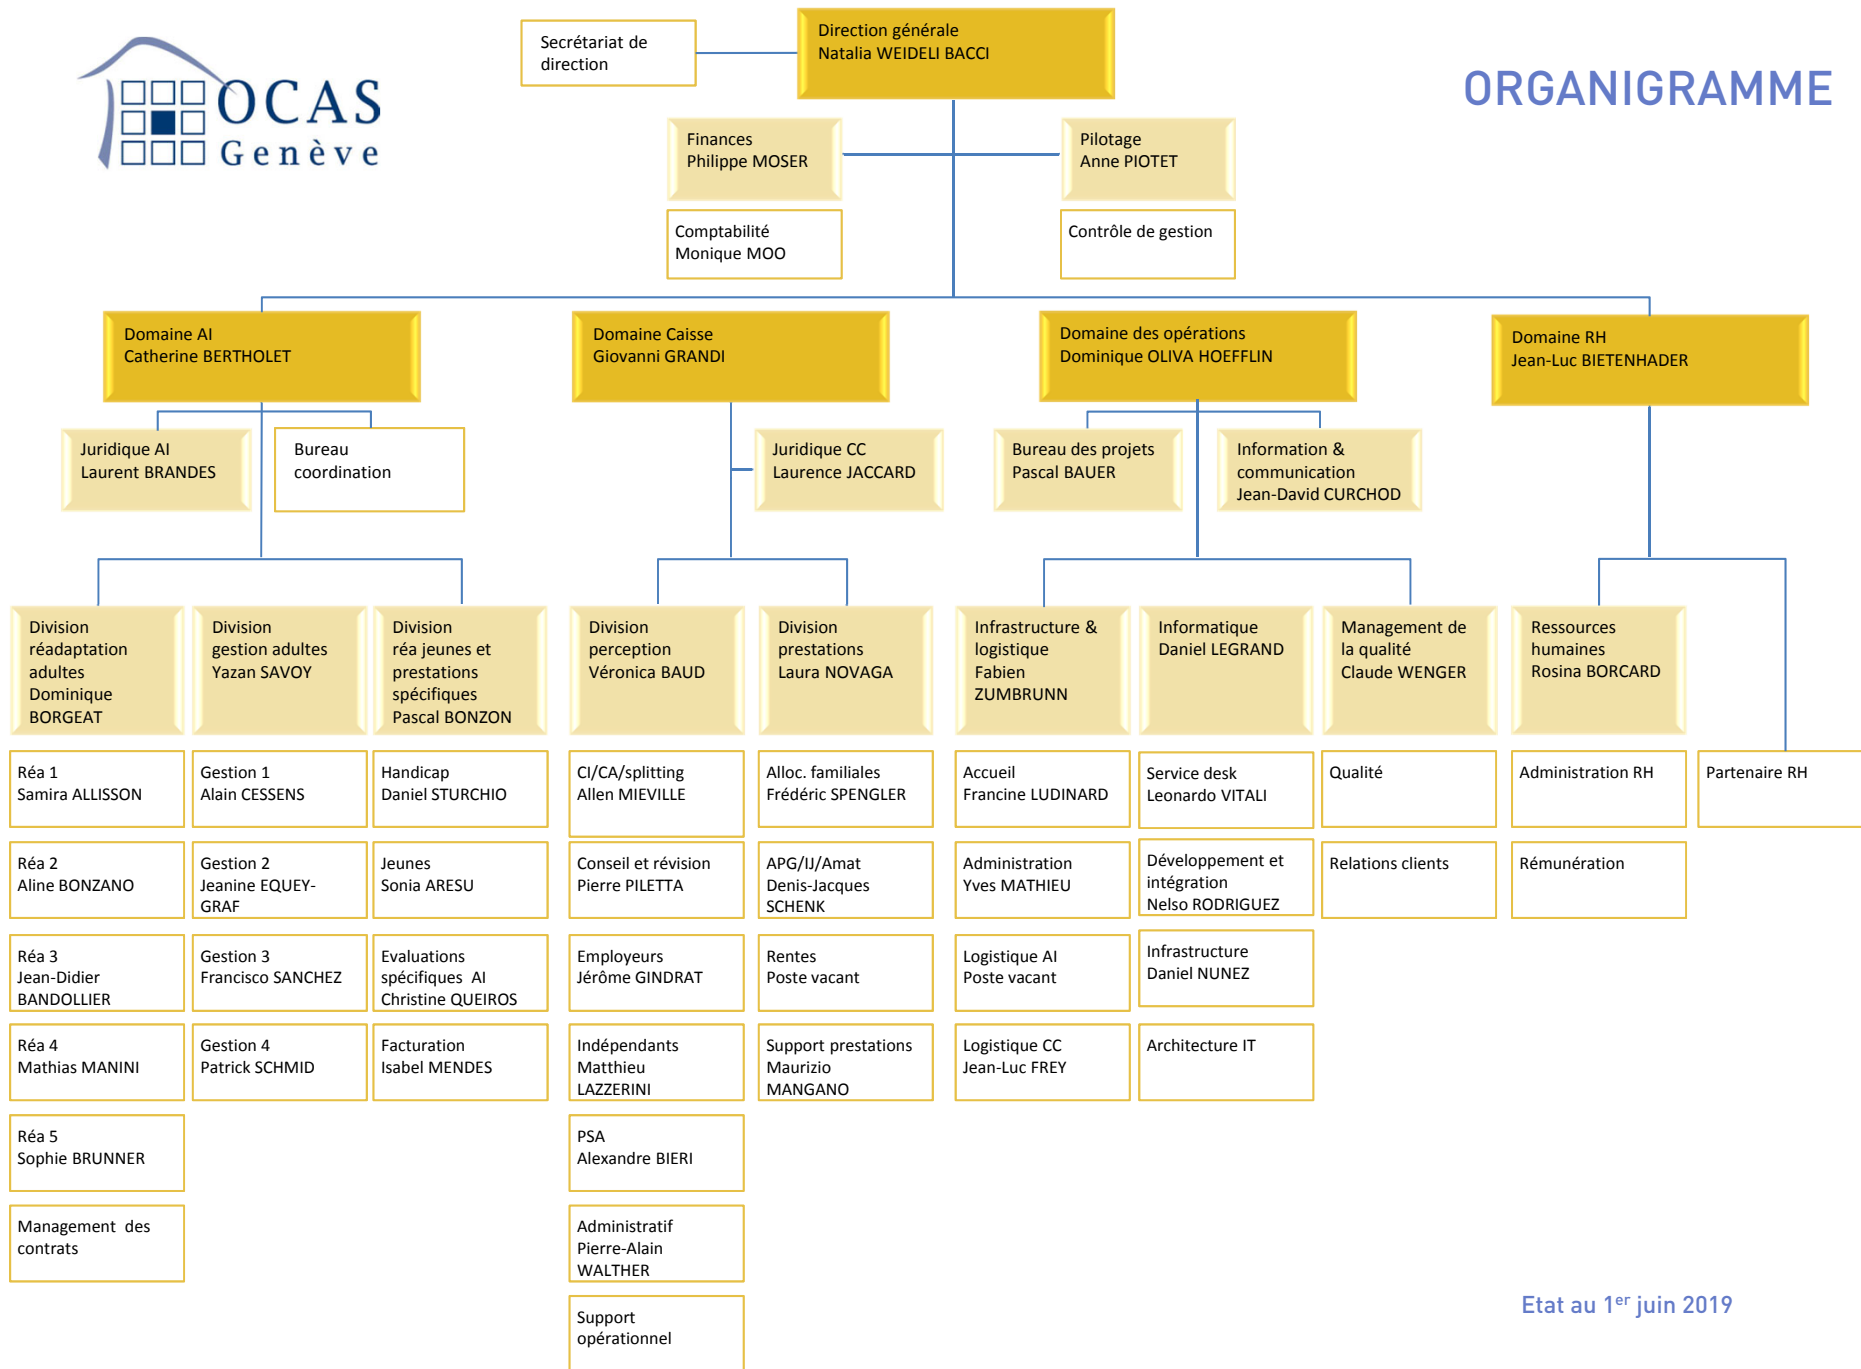 OCAS
Genève
Secrétariat de
direction
Direction générale
Natalia WEIDELI BACCI
ORGANIGRAMME
Finances
Philippe MOSER
Pilotage
Anne PIOTET
Comptabilité
Monique MOO
Contrôle de gestion
Domaine AI
Catherine BERTHOLET
Domaine Caisse
Giovanni GRANDI
Domaine des opérations
Dominique OLIVA HOEFFLIN
Domaine RH
Jean-Luc BIETENHADER
Juridique AI
Laurent BRANDES
Bureau
coordination
Juridique CC
Laurence JACCARD
Bureau des projets
Pascal BAUER
Information &
communication
Jean-David CURCHOD
Division
réadaptation
adultes
Dominique
BORGEAT
Division
gestion adultes
Yazan SAVOY
Division
réa jeunes et
prestations
spécifiques
Pascal BONZON
Division
perception
Véronica BAUD
Division
prestations
Laura NOVAGA
Infrastructure &
logistique
Fabien
ZUMBRUNN
Informatique
Daniel LEGRAND
Management de
la qualité
Claude WENGER
Ressources
humaines
Rosina BORCARD
Réa 1
Samira ALLISSON
Gestion 1
Alain CESSENS
Handicap
Daniel STURCHIO
CI/CA/splitting
Allen MIEVILLE
Alloc. familiales
Frédéric SPENGLER
Accueil
Francine LUDINARD
Service desk
Leonardo VITALI
Qualité
Administration RH
Partenaire RH
Réa 2
Aline BONZANO
Gestion 2
Jeanine EQUEY-
GRAF
Jeunes
Sonia ARESU
Conseil et révision
Pierre PILETTA
APG/IJ/Amat
Denis-Jacques
SCHENK
Administration
Yves MATHIEU
Développement et
intégration
Nelso RODRIGUEZ
Relations clients
Rémunération
Réa 3
Jean-Didier
BANDOLLIER
Gestion 3
Francisco SANCHEZ
Evaluations
spécifiques AI
Christine QUEIROS
Employeurs
Jérôme GINDRAT
Rentes
Poste vacant
Logistique AI
Poste vacant
Infrastructure
Daniel NUNEZ
Réa 4
Mathias MANINI
Gestion 4
Patrick SCHMID
Facturation
Isabel MENDES
Indépendants
Matthieu
LAZZERINI
Support prestations
Maurizio
MANGANO
Logistique CC
Jean-Luc FREY
Architecture IT
Réa 5
Sophie BRUNNER
PSA
Alexandre BIERI
Management des
contrats
Administratif
Pierre-Alain
WALTHER
Support
opérationnel
Etat au 1er juin 2019